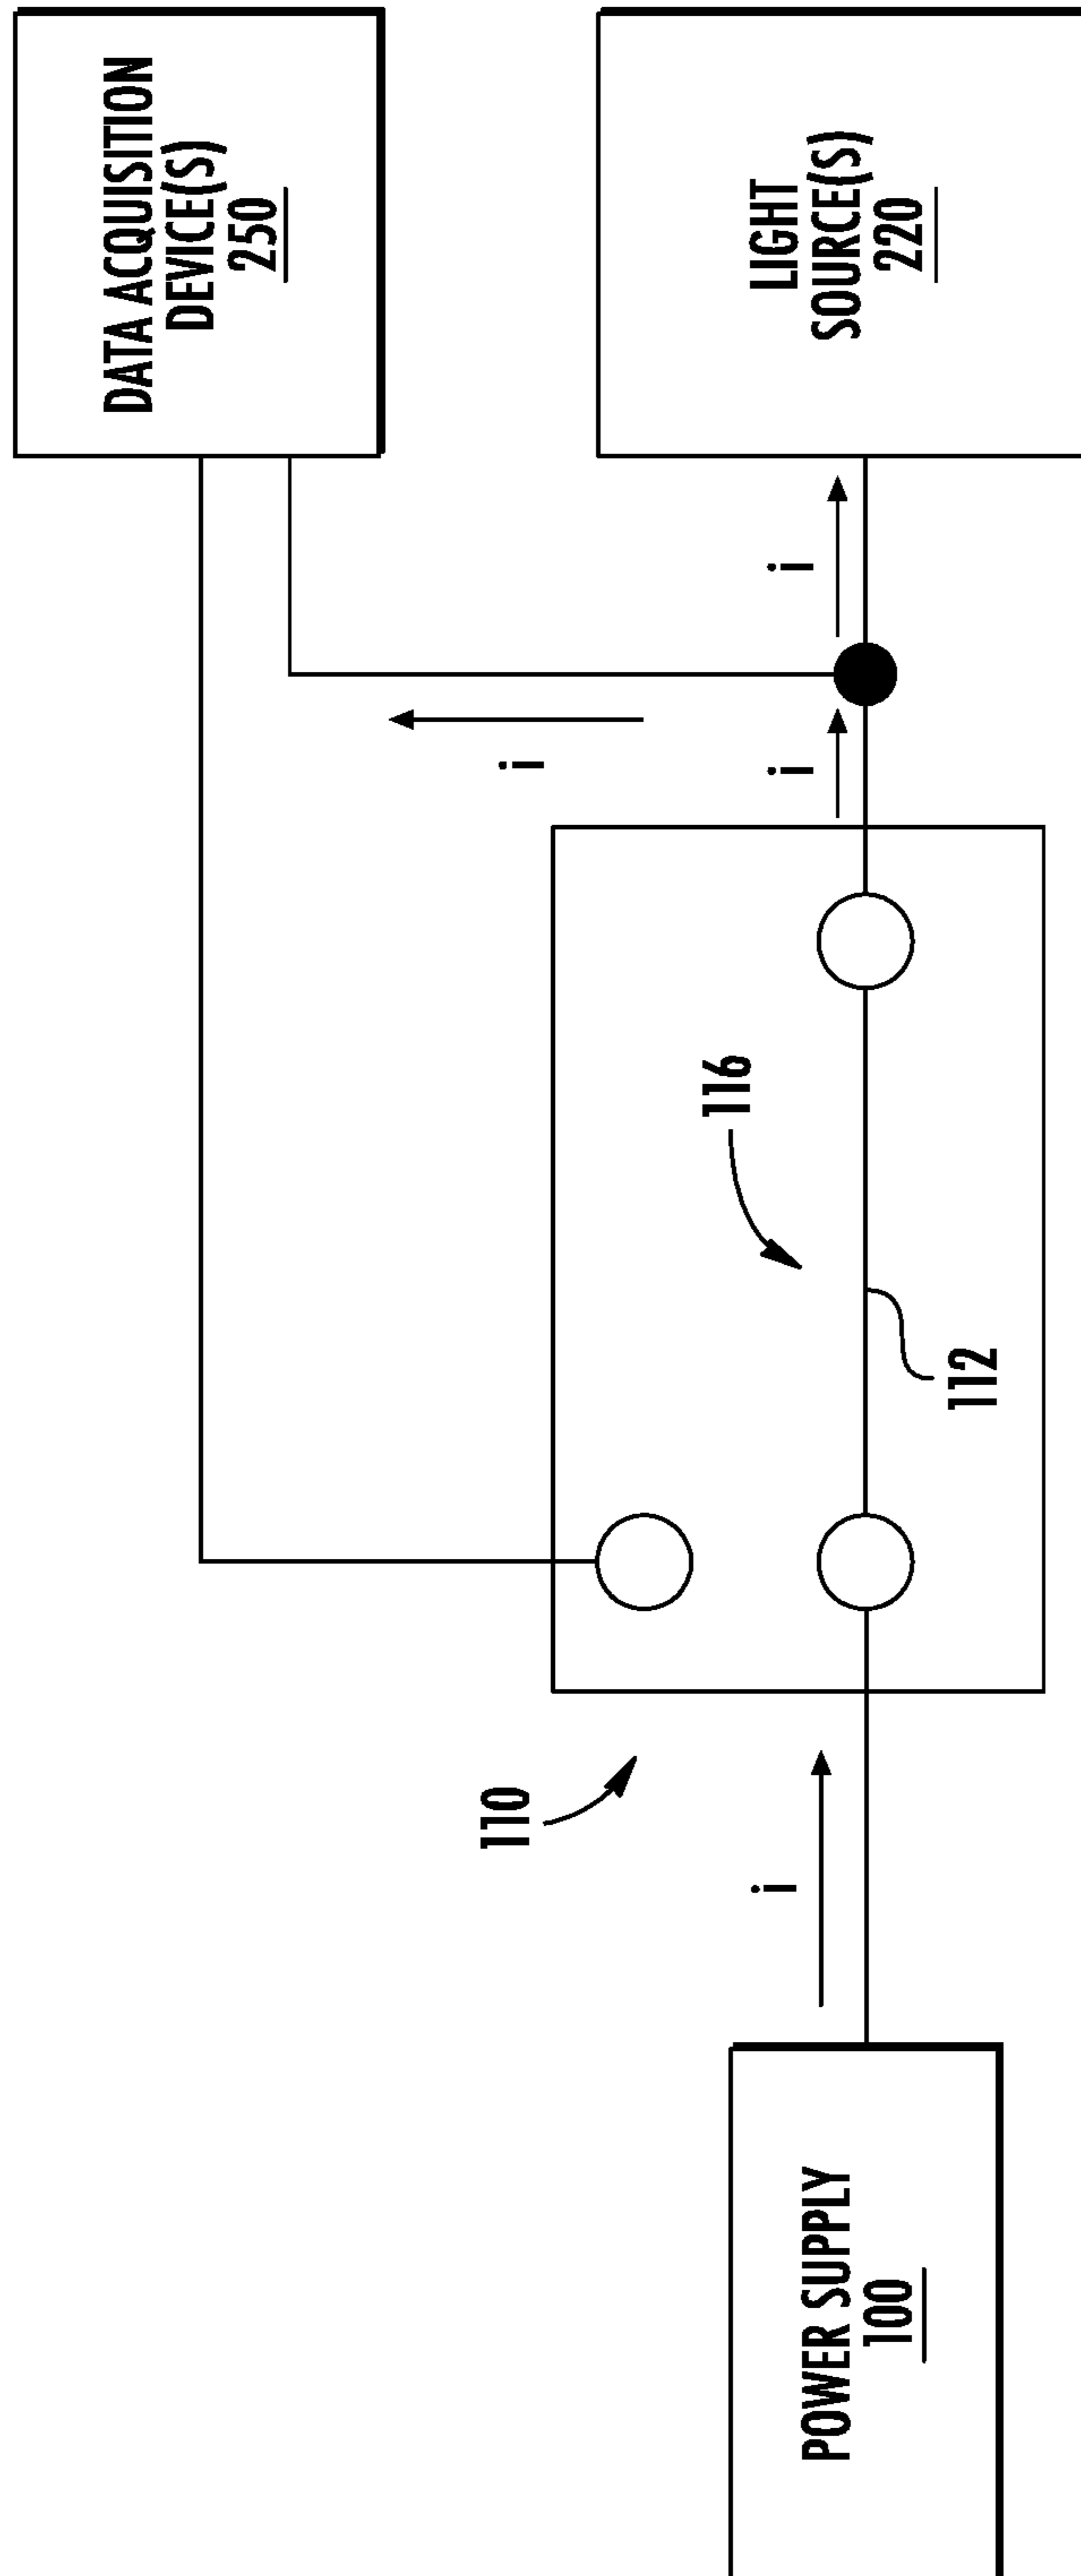 DATA ACQUISITION
DEVICE(S)
250
LIGHT
SOURCE(S)
220
i
i
i
116
112
110
i
POWER SUPPLY
100